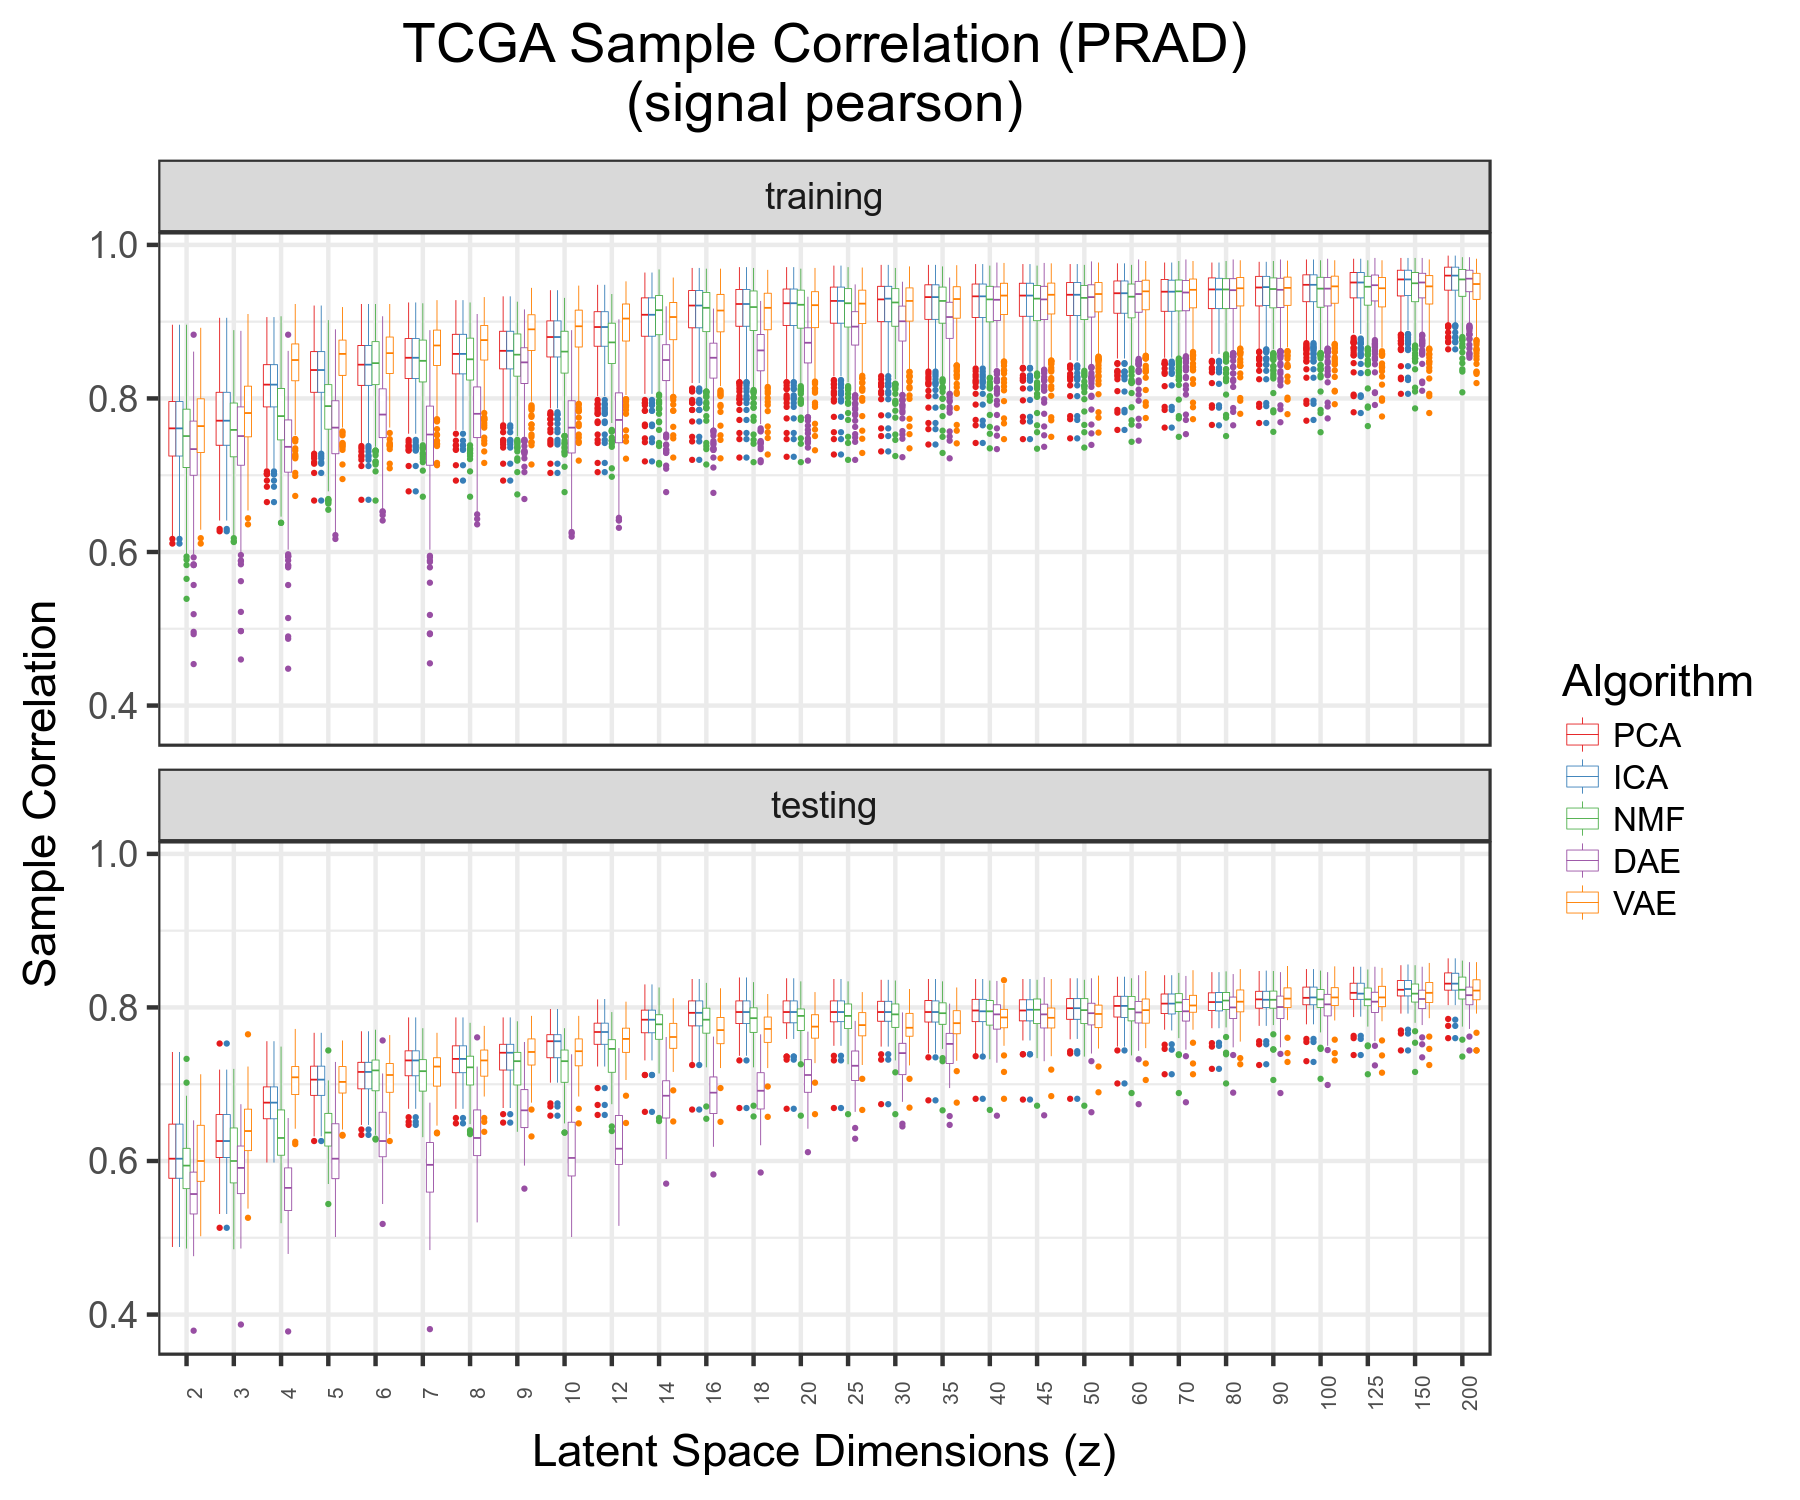 TCGA Sample Correlation (PRAD)
(signal pearson)
training
1.0
0.8
0.6
0.4
Sample Correlation
testing
1.0
0.8
0.6
0.4
2 3 4 5 6 7 8 9 10 12 14 16 18 20 25 30 35 40 45 50 60 70 80 90 100 125 150 200
Latent Space Dimensions (z)
Algorithm
PCA
ICA
NMF
DAE
VAE